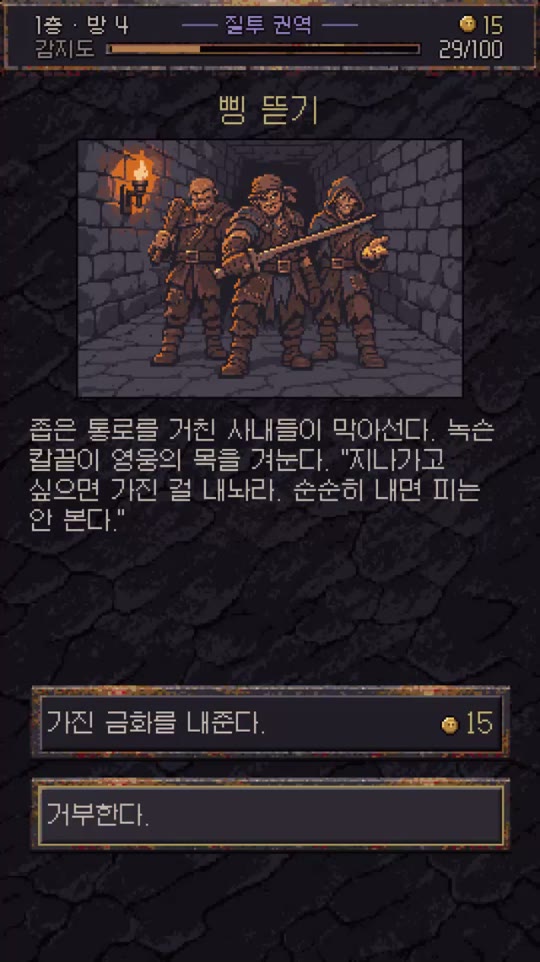 1층 · 방 4 질투 권역 15
감지도 29/100
삥 뜯기
좁은 통로를 거친 사내들이 막아선다. 녹슨
칼끝이 영웅의 목을 겨눈다. "지나가고
싶으면 가진 걸 내놔라. 순순히 내면 피는
안 본다."
가진 금화를 내준다. 15
거부한다.